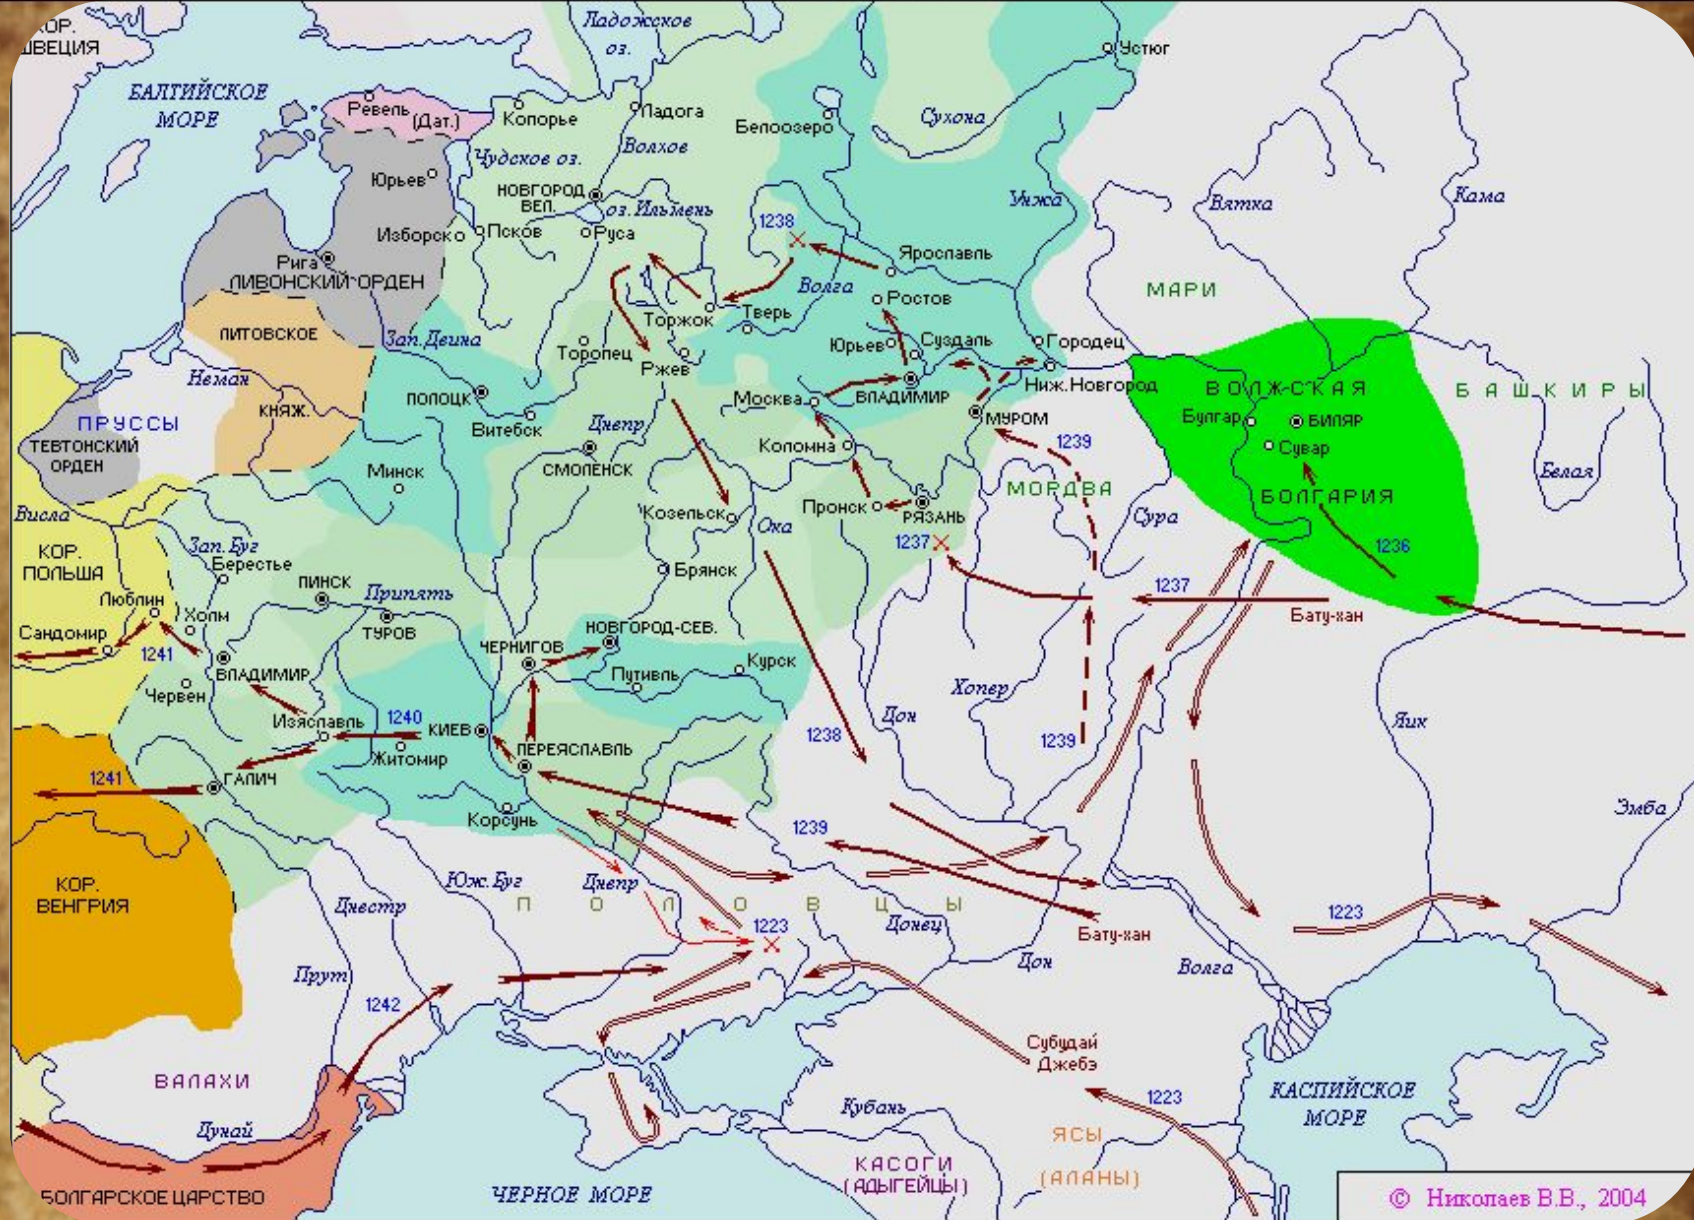 КОР.
ШВЕЦИЯ
Ладожское
оз.
Устюг
БАЛТИЙСКОЕ
МОРЕ
Ревель
(Дат.)
Копорье
Ладога
Белоозеро
Сухона
Чудское оз.
Волхов
Юрьев
НОВГОРОД
ВЕЛ.
оз.Ильмень
Унжа
Вятка
Кама
Изборск
Псков
Руса
1238
Ярославль
Рига
ЛИВОНСКИЙ ОРДЕН
Волга
Ростов
МАРИ
Торжок
Тверь
ЛИТОВСКОЕ
Зап.Двина
Торопец
Юрьев
Суздаль
Городец
Ржев
Неман
КНЯЖ.
ПОЛОЦК
Витебск
Москва
ВЛАДИМИР
Ниж.Новгород
ВОЛЖСКАЯ
БАШКИРЫ
ПРУССЫ
ТЕВТОНСКИЙ
ОРДЕН
Днепр
МУРОМ
Булгар
БИЛЯР
Сувар
Коломна
1239
СМОЛЕНСК
Минск
МОРДВА
Белая
БОЛГАРИЯ
Висла
Козельск
Ока
Пронск
РЯЗАНЬ
Сура
1237
1236
КОР.
ПОЛЬША
Зап.Буг
Берестье
Брянск
ПИНСК
Припять
1237
Бату-хан
Люблин
Холм
ТУРОВ
Сандомир
1241
НОВГОРОД-СЕВ.
ЧЕРНИГОВ
ВЛАДИМИР
Путивль
Курск
Червен
Хопер
Изяславль
1240
КИЕВ
Дон
1238
1239
Яик
Житомир
ПЕРЕЯСЛАВЛЬ
1241
ГАЛИЧ
Корсунь
1239
Эмба
КОР.
ВЕНГРИЯ
Юж.Буг
Днепр
Днестр
ПОЛОВЦЫ
1223
Донец
Бату-хан
1223
Прут
Дон
Волга
1242
Субудай
Джебэ
ВАЛАХИ
КАСПИЙСКОЕ
МОРЕ
Кубань
1223
Дунай
ЯСЫ
(АЛАНЫ)
КАСОГИ
(АДЫГЕЙЦЫ)
БОЛГАРСКОЕ ЦАРСТВО
ЧЕРНОЕ МОРЕ
© Николаев В.В., 2004